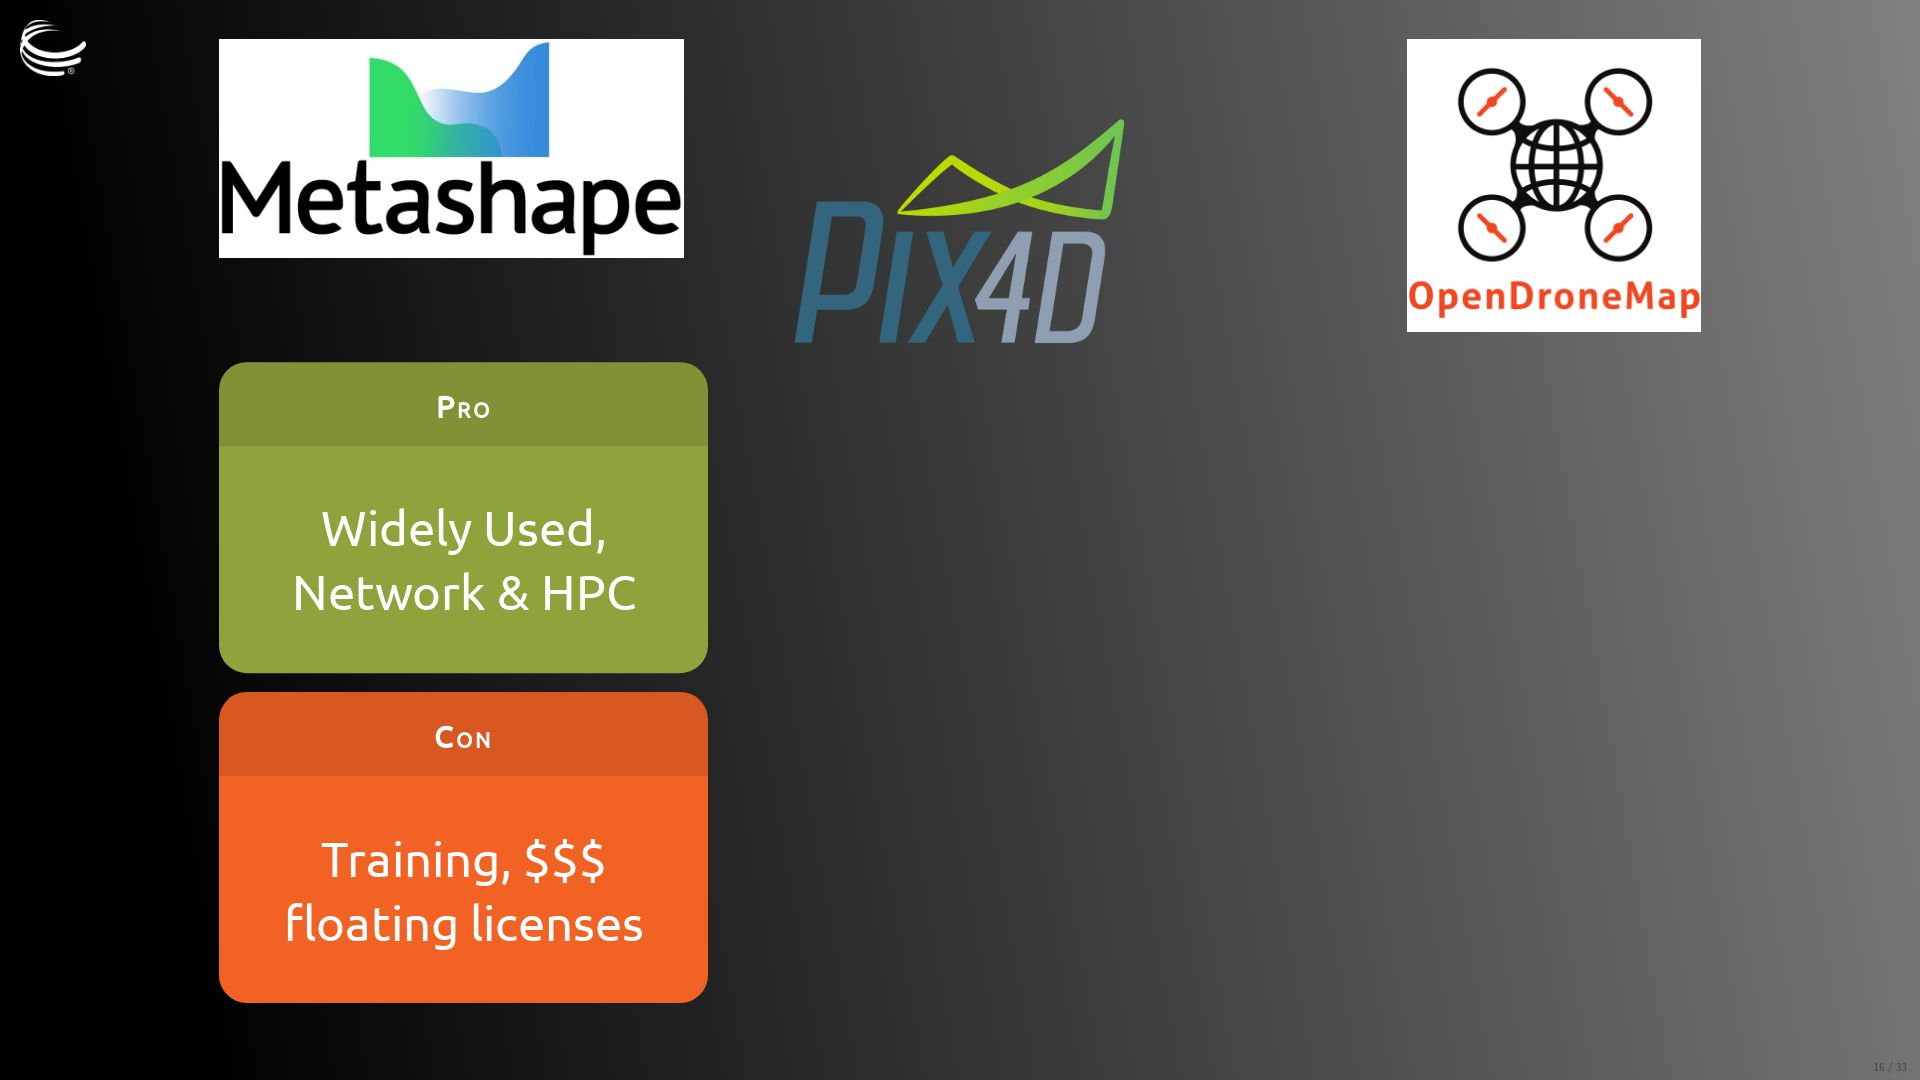 Metashape
PIX4D
OpenDroneMap
PRO
Widely Used,
Network & HPC
CON
Training, $$$
floating licenses
16 / 33